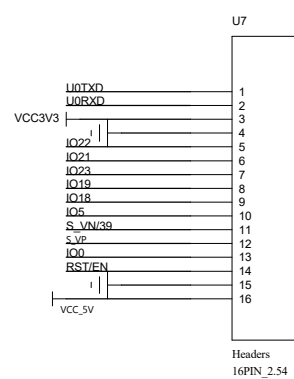 U7
U0TXD 1
U0RXD 2
VCC3V3 3
4
IO22 5
IO21 6
IO23 7
IO19 8
IO18 9
IO5 10
S_VN/39 11
S_VP 12
IO0 13
RST/EN 14
15
16
VCC_5V
Headers
16PIN_2.54